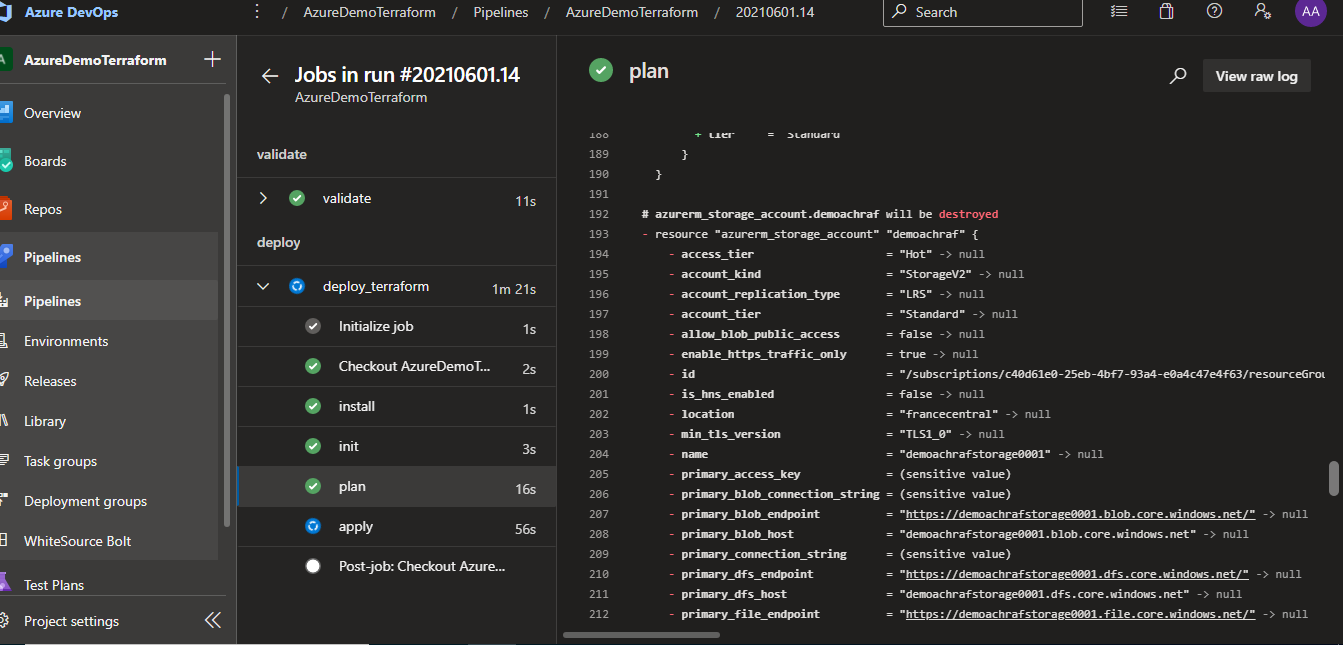 Azure DevOps
/ AzureDemoTerraform / Pipelines / AzureDemoTerraform / 20210601.14
Search
AA
AzureDemoTerraform
Overview
Boards
Repos
Pipelines
Pipelines
Environments
Releases
Library
Task groups
Deployment groups
WhiteSource Bolt
Test Plans
Project settings
Jobs in run #20210601.14
AzureDemoTerraform
validate
validate 11s
deploy
deploy_terraform 1m 21s
Initialize job 1s
Checkout AzureDemoT... 2s
install 1s
init 3s
plan 16s
apply 56s
Post-job: Checkout Azure...
plan
View raw log
188 + tier = "Standard"
189 }
190 }
191
192 # azurerm_storage_account.demoachraf will be destroyed
193 - resource "azurerm_storage_account" "demoachraf" {
194 - access_tier = "Hot" -> null
195 - account_kind = "StorageV2" -> null
196 - account_replication_type = "LRS" -> null
197 - account_tier = "Standard" -> null
198 - allow_blob_public_access = false -> null
199 - enable_https_traffic_only = true -> null
200 - id = "/subscriptions/c40d61e0-25eb-4bf7-93a4-e0a4c47e4f63/resourceGrou
201 - is_hns_enabled = false -> null
202 - location = "francecentral" -> null
203 - min_tls_version = "TLS1_0" -> null
204 - name = "demoachrafstorage0001" -> null
205 - primary_access_key = (sensitive value)
206 - primary_blob_connection_string = (sensitive value)
207 - primary_blob_endpoint = "https://demoachrafstorage0001.blob.core.windows.net/" -> null
208 - primary_blob_host = "demoachrafstorage0001.blob.core.windows.net" -> null
209 - primary_connection_string = (sensitive value)
210 - primary_dfs_endpoint = "https://demoachrafstorage0001.dfs.core.windows.net/" -> null
211 - primary_dfs_host = "demoachrafstorage0001.dfs.core.windows.net" -> null
212 - primary_file_endpoint = "https://demoachrafstorage0001.file.core.windows.net/" -> null